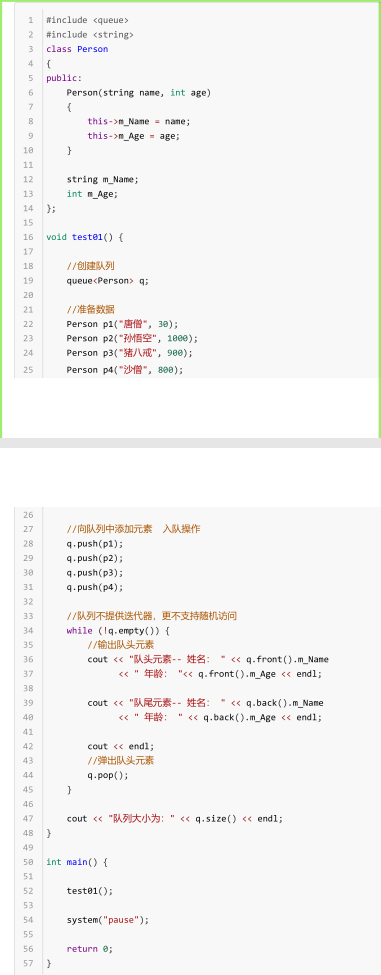 1 #include <queue>
2 #include <string>
3 class Person
4 {
5 public:
6 Person(string name, int age)
7 {
8 this->m_Name = name;
9 this->m_Age = age;
10 }
11
12 string m_Name;
13 int m_Age;
14 };
15
16 void test01() {
17
18 //创建队列
19 queue<Person> q;
20
21 //准备数据
22 Person p1("唐僧", 30);
23 Person p2("孙悟空", 1000);
24 Person p3("猪八戒", 900);
25 Person p4("沙僧", 800);
26
27 //向队列中添加元素  入队操作
28 q.push(p1);
29 q.push(p2);
30 q.push(p3);
31 q.push(p4);
32
33 //队列不提供迭代器，更不支持随机访问
34 while (!q.empty()) {
35 //输出队头元素
36 cout << "队头元素-- 姓名： " << q.front().m_Name
37 << " 年龄： "<< q.front().m_Age << endl;
38
39 cout << "队尾元素-- 姓名： " << q.back().m_Name
40 << " 年龄： " << q.back().m_Age << endl;
41
42 cout << endl;
43 //弹出队头元素
44 q.pop();
45 }
46
47 cout << "队列大小为：" << q.size() << endl;
48 }
49
50 int main() {
51
52 test01();
53
54 system("pause");
55
56 return 0;
57 }